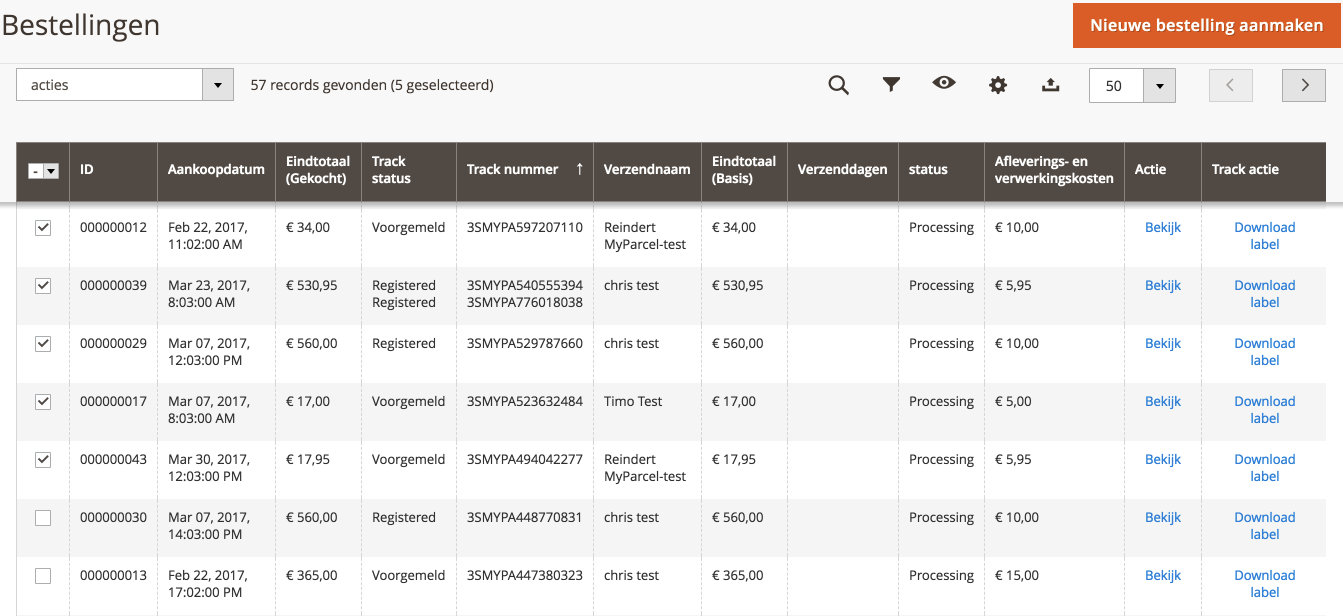 Bestellingen
Nieuwe bestelling aanmaken
acties
57 records gevonden (5 geselecteerd)
50
ID
Aankoopdatum
Eindtotaal
(Gekocht)
Track
status
Track nummer ↑
Verzendnaam
Eindtotaal
(Basis)
Verzenddagen
status
Afleverings- en
verwerkingskosten
Actie
Track actie
000000012 Feb 22, 2017, € 34,00 Voorgemeld 3SMYPA597207110 Reindert € 34,00 Processing € 10,00 Bekijk Download
11:02:00 AM MyParcel-test label
000000039 Mar 23, 2017, € 530,95 Registered 3SMYPA540555394 chris test € 530,95 Processing € 5,95 Bekijk Download
8:03:00 AM Registered 3SMYPA776018038 label
000000029 Mar 07, 2017, € 560,00 Registered 3SMYPA529787660 chris test € 560,00 Processing € 10,00 Bekijk Download
12:03:00 PM label
000000017 Mar 07, 2017, € 17,00 Voorgemeld 3SMYPA523632484 Timo Test € 17,00 Processing € 5,00 Bekijk Download
8:03:00 AM label
000000043 Mar 30, 2017, € 17,95 Voorgemeld 3SMYPA494042277 Reindert € 17,95 Processing € 5,95 Bekijk Download
12:03:00 PM MyParcel-test label
000000030 Mar 07, 2017, € 560,00 Registered 3SMYPA448770831 chris test € 560,00 Processing € 10,00 Bekijk Download
14:03:00 PM label
000000013 Feb 22, 2017, € 365,00 Voorgemeld 3SMYPA447380323 chris test € 365,00 Processing € 15,00 Bekijk Download
17:02:00 PM label